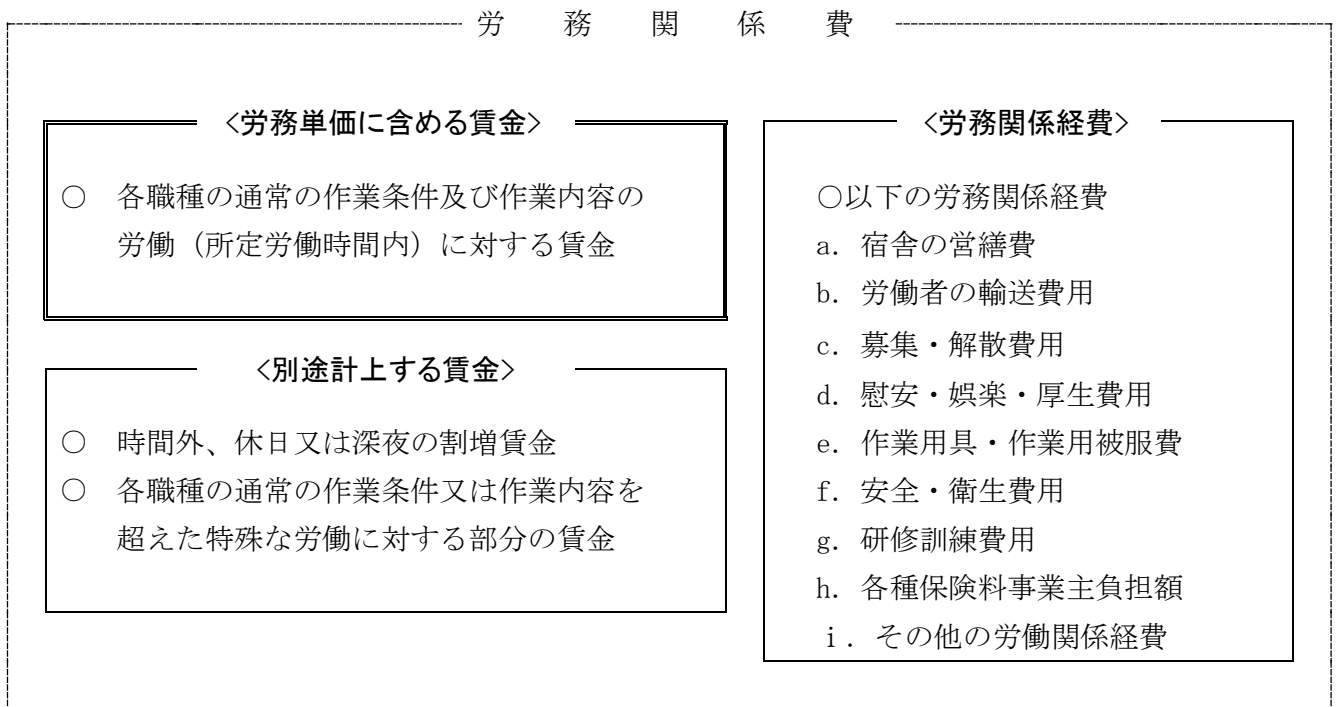 労務関係費
<労務単価に含める賃金>
○ 各職種の通常の作業条件及び作業内容の
労働（所定労働時間内）に対する賃金
<別途計上する賃金>
○ 時間外、休日又は深夜の割増賃金
○ 各職種の通常の作業条件又は作業内容を
超えた特殊な労働に対する部分の賃金
<労務関係経費>
○以下の労務関係経費
a. 宿舎の営繕費
b. 労働者の輸送費用
c. 募集・解散費用
d. 慰安・娯楽・厚生費用
e. 作業用具・作業用被服費
f. 安全・衛生費用
g. 研修訓練費用
h. 各種保険料事業主負担額
i. その他の労働関係経費